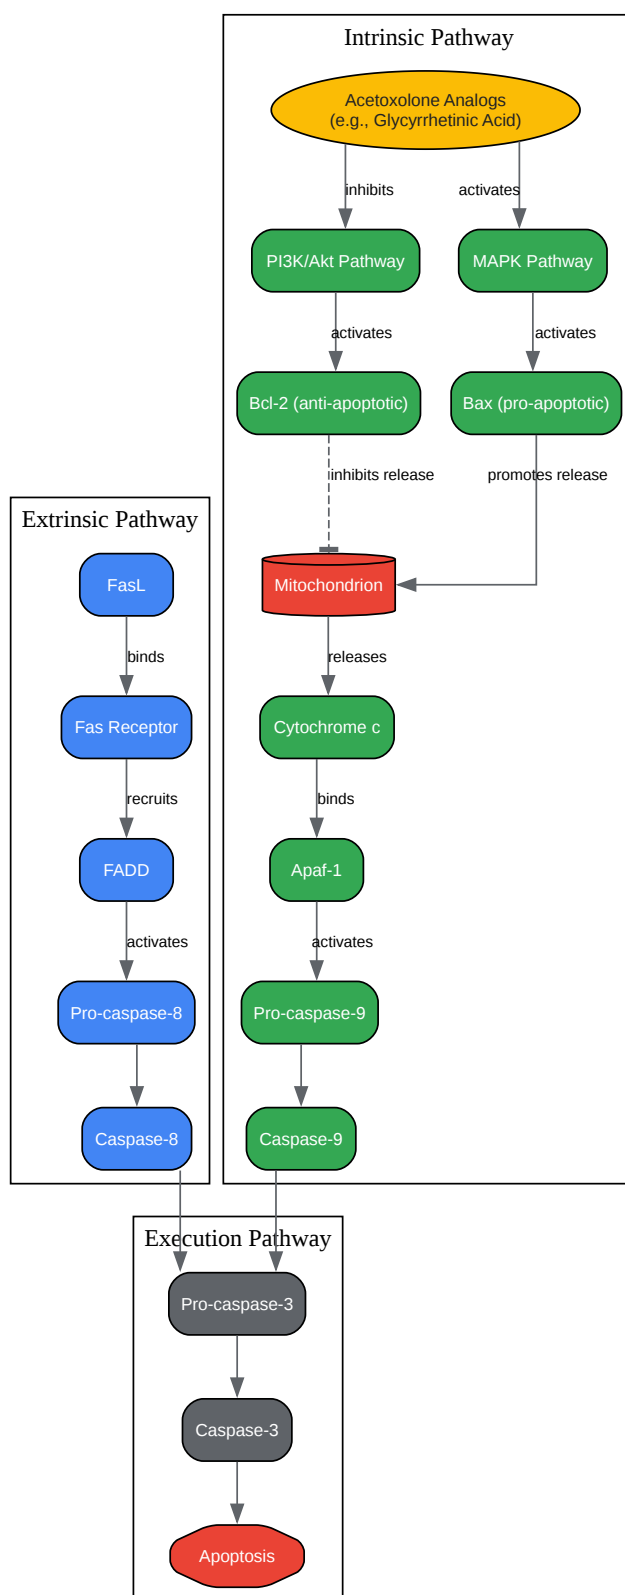 Intrinsic Pathway
Acetoxolone Analogs
(e.g., Glycyrrhetinic Acid)
inhibits
activates
PI3K/Akt Pathway
MAPK Pathway
activates
activates
Bcl-2 (anti-apoptotic)
Bax (pro-apoptotic)
inhibits release
promotes release
Mitochondrion
releases
Cytochrome c
binds
Apaf-1
activates
Pro-caspase-9
Caspase-9
Extrinsic Pathway
FasL
binds
Fas Receptor
recruits
FADD
activates
Pro-caspase-8
Caspase-8
Execution Pathway
Pro-caspase-3
Caspase-3
Apoptosis